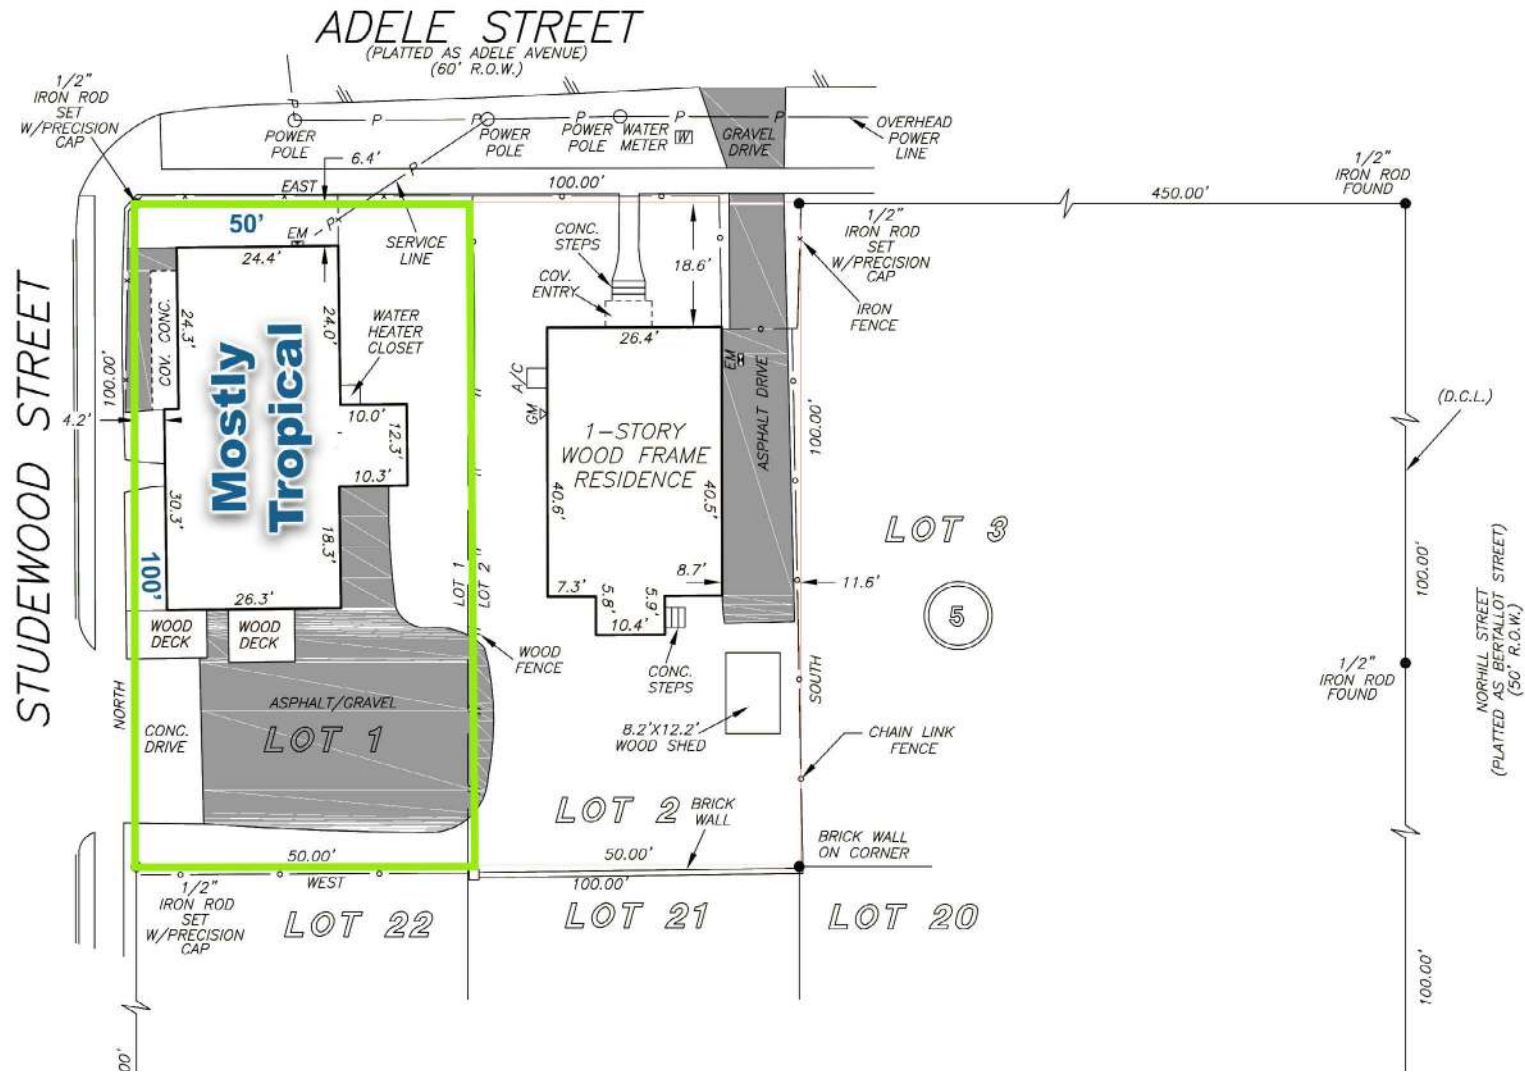 ADELE STREET
(PLATTED AS ADELE AVENUE)
(60' R.O.W.)
1/2"
IRON ROD
SET
W/PRECISION
CAP
P
P
P
P
P
P
P
P
POWER
POLE
POWER
POLE
POWER
POLE
WATER
METER
W
GRAVEL
DRIVE
OVERHEAD
POWER
LINE
6.4'
EAST
100.00'
450.00'
1/2"
IRON ROD
FOUND
50'
EM
24.4'
SERVICE
LINE
CONC.
STEPS
COV.
ENTRY
18.6'
1/2"
IRON ROD
SET
W/PRECISION
CAP
IRON
FENCE
STUDEWOOD STREET
100.00'
4.2'
COV. CONC.
24.3'
24.0'
Mostly
Tropical
WATER
HEATER
CLOSET
10.0'
12.3'
10.3'
30.3'
18.3'
100'
26.3'
26.4'
A/C
GM
EM
ASPHALT DRIVE
1-STORY
WOOD FRAME
RESIDENCE
40.6'
40.5'
100.00'
(D.C.L.)
LOT 3
5
LOT 1
LOT 2
7.3'
5.8'
10.4'
5.9'
8.7'
11.6'
100.00'
NORHILL STREET
(PLATTED AS BERTALLOT STREET)
(50' R.O.W.)
WOOD
DECK
WOOD
DECK
WOOD
FENCE
CONC.
STEPS
1/2"
IRON ROD
FOUND
NORTH
SOUTH
CONC.
DRIVE
ASPHALT/GRAVEL
LOT 1
8.2'X12.2'
WOOD SHED
CHAIN LINK
FENCE
LOT 2
BRICK
WALL
BRICK WALL
ON CORNER
50.00'
50.00'
WEST
100.00'
1/2"
IRON ROD
SET
W/PRECISION
CAP
LOT 22
LOT 21
LOT 20
100.00'
00'